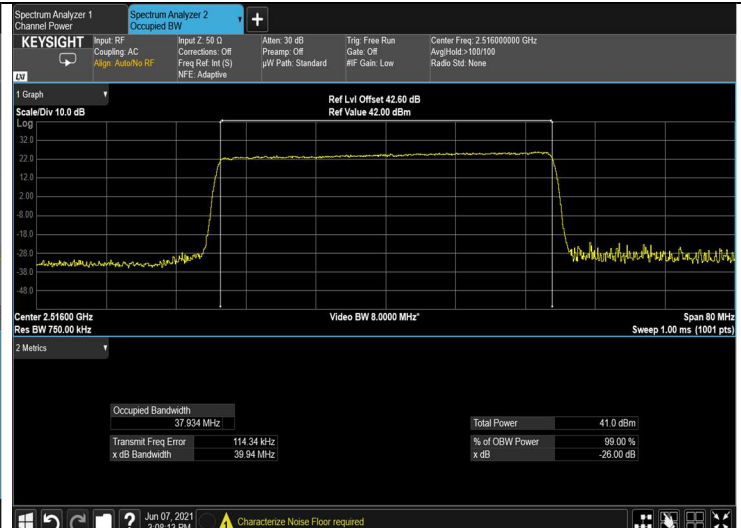 Spectrum Analyzer 1
Channel Power
Spectrum Analyzer 2
Occupied BW
+
KEYSIGHT
LXI
Input: RF
Coupling: AC
Align: Auto/No RF
Input Z: 50 Ω
Corrections: Off
Freq Ref: Int (S)
NFE: Adaptive
Atten: 30 dB
Preamp: Off
µW Path: Standard
Trig: Free Run
Gate: Off
#IF Gain: Low
Center Freq: 2.516000000 GHz
Avg|Hold:>100/100
Radio Std: None
1 Graph
Scale/Div 10.0 dB
Ref Lvl Offset 42.60 dB
Ref Value 42.00 dBm
Log
32.0
22.0
12.0
2.00
-8.00
-18.0
-28.0
-38.0
-48.0
Center 2.51600 GHz
Res BW 750.00 kHz
Video BW 8.0000 MHz*
Span 80 MHz
Sweep 1.00 ms (1001 pts)
2 Metrics
Occupied Bandwidth
37.934 MHz
Transmit Freq Error 114.34 kHz
x dB Bandwidth 39.94 MHz
Total Power 41.0 dBm
% of OBW Power 99.00 %
x dB -26.00 dB
?
Jun 07, 2021
3:08:13 PM
1
Characterize Noise Floor required